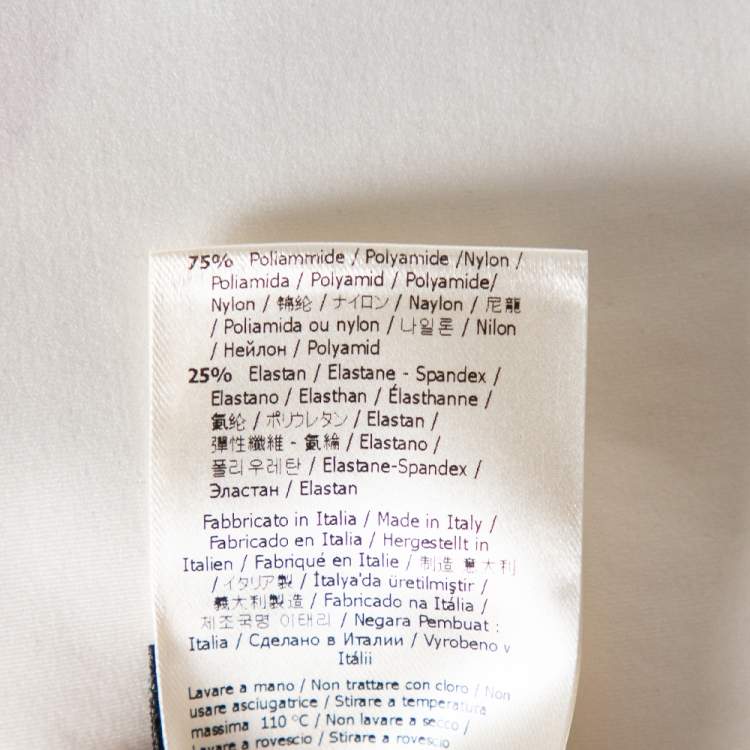 75% Poliammide / Polyamide /Nylon /
Poliamida / Polyamid / Polyamide/
Nylon / 锦纶 / ナイロン / Naylon / 尼龍
/ Poliamida ou nylon / 나일론 / Nilon
/ Нейлон / Polyamid
25% Elastan / Elastane - Spandex /
Elastano / Elasthan / Élasthanne /
氨纶 / ポリウレタン / Elastan /
彈性纖維 - 氨綸 / Elastano /
폴리우레탄 / Elastane-Spandex /
Эластан / Elastan
Fabbricato in Italia / Made in Italy /
Fabricado en Italia / Hergestellt in
Italien / Fabriqué en Italie / 制造 意大利
/ イタリア製 / İtalya'da üretilmiştir /
義大利製造 / Fabricado na Itália /
제조국명 이태리 / Negara Pembuat :
Italia / Сделано в Италии / Vyrobeno v
Itálii
Lavare a mano / Non trattare con cloro / Non
usare asciugatrice / Stirare a temperatura
massima 110 °C / Non lavare a secco /
Lavare a rovescio / Stirare a rovescio